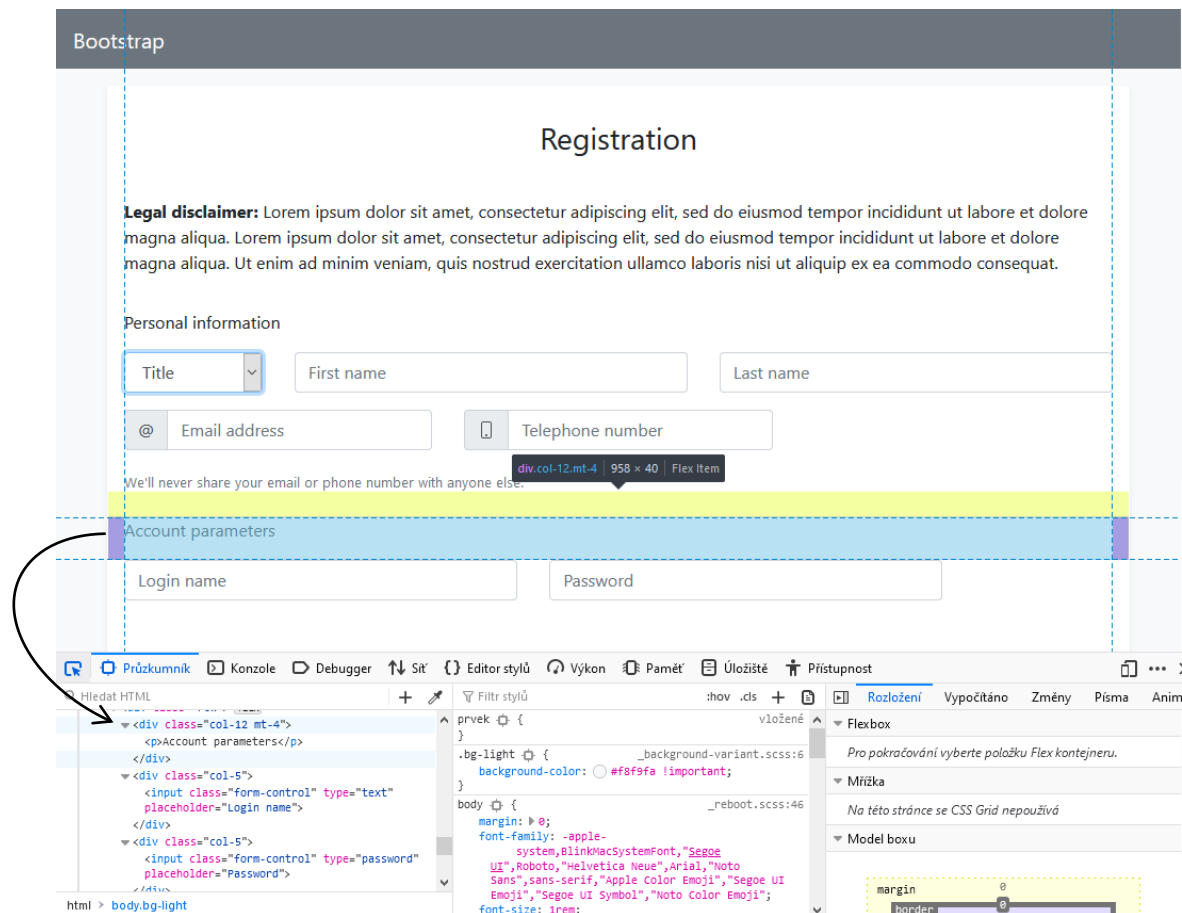 Bootstrap
Registration
Legal disclaimer: Lorem ipsum dolor sit amet, consectetur adipiscing elit, sed do eiusmod tempor incididunt ut labore et dolore
magna aliqua. Lorem ipsum dolor sit amet, consectetur adipiscing elit, sed do eiusmod tempor incididunt ut labore et dolore
magna aliqua. Ut enim ad minim veniam, quis nostrud exercitation ullamco laboris nisi ut aliquip ex ea commodo consequat.
Personal information
Title First name Last name
@ Email address Telephone number
div.col-12.mt-4 958 × 40 Flex Item
We'll never share your email or phone number with anyone else.
Account parameters
Login name Password
Průzkumník Konzole Debugger Síť {} Editor stylů Výkon Paměť Úložiště Přístupnost
Hledat HTML +
<div class="col-12 mt-4">
<p>Account parameters</p>
</div>
<div class="col-5">
<input class="form-control" type="text"
placeholder="Login name">
</div>
<div class="col-5">
<input class="form-control" type="password"
placeholder="Password">
</div>
html > body.bg-light
Filtr stylů :hov .cls +
prvek { vložené
}
.bg-light { _background-variant.scss:6
background-color: #f8f9fa !important;
}
body { _reboot.scss:46
margin: 0;
font-family: -apple-
system,BlinkMacSystemFont,"Segoe
UI",Roboto,"Helvetica Neue",Arial,"Noto
Sans",sans-serif,"Apple Color Emoji","Segoe UI
Emoji","Segoe UI Symbol","Noto Color Emoji";
font-size: 1rem;
Rozložení Vypočítáno Změny Písma Anim
Flexbox
Pro pokračování vyberte položku Flex kontejneru.
Mřížka
Na této stránce se CSS Grid nepoužívá
Model boxu
margin 0
border 0